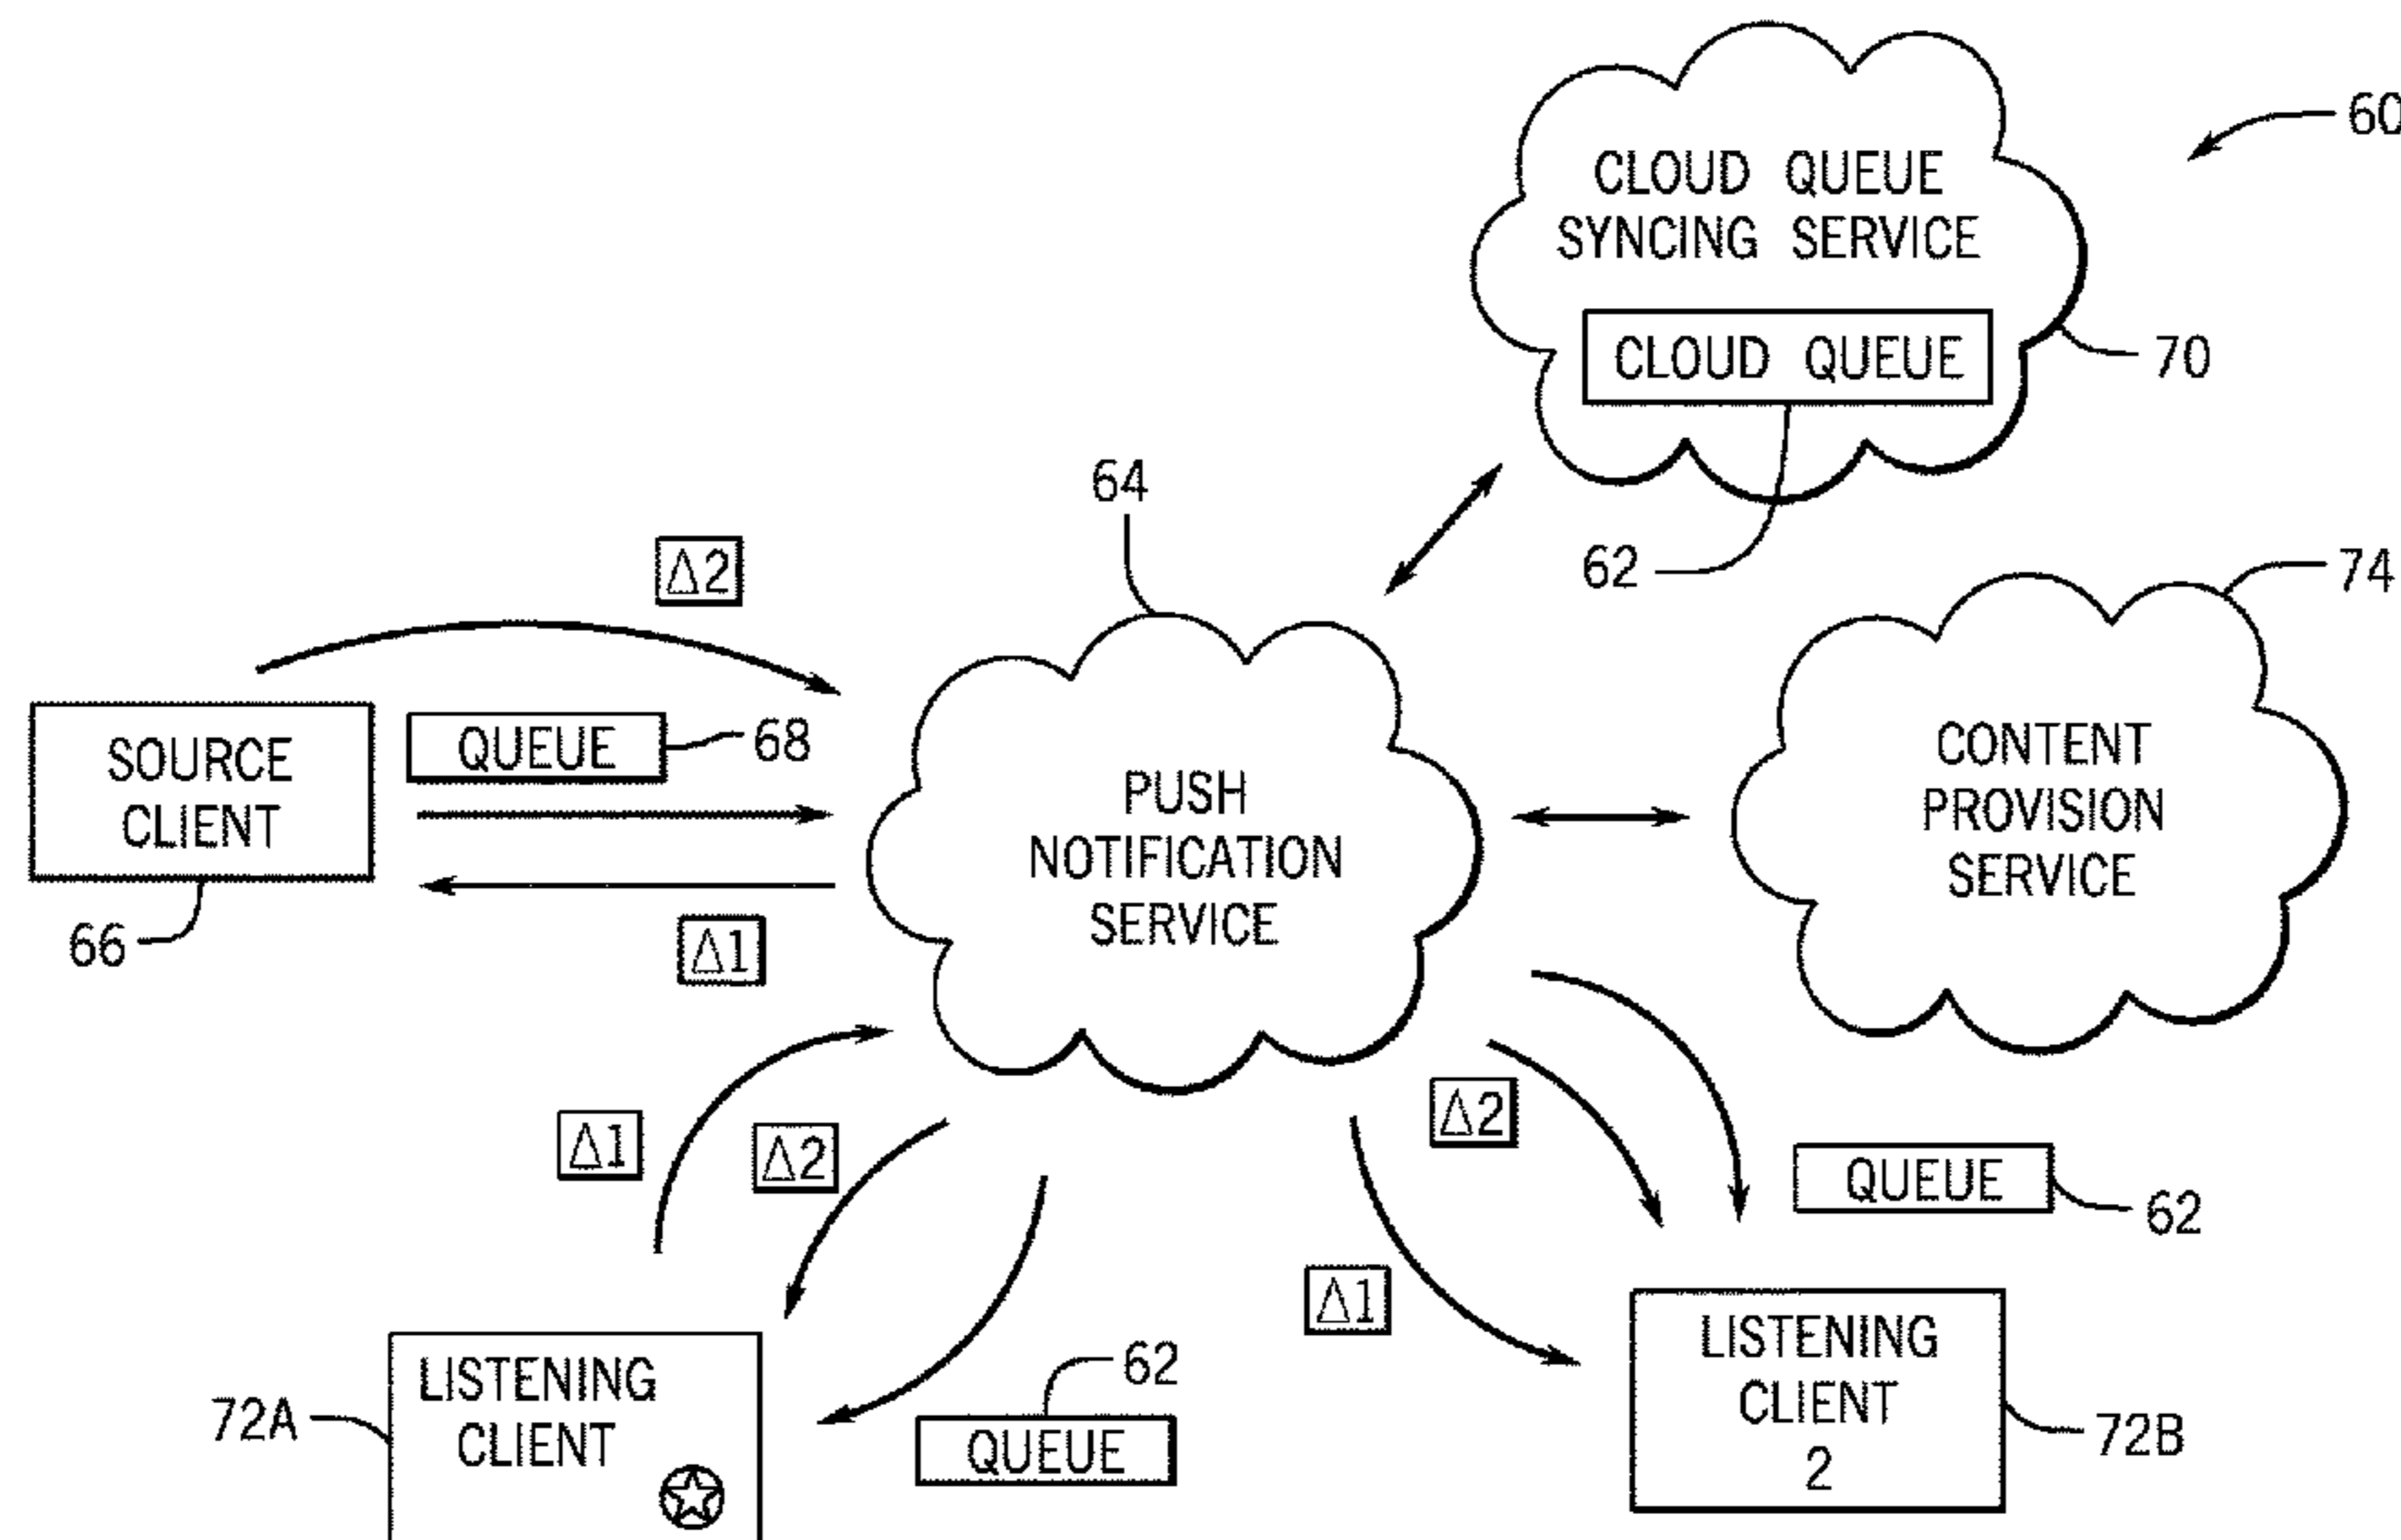 60
CLOUD QUEUE
SYNCING SERVICE
CLOUD QUEUE
70
62
64
74
Δ2
SOURCE
CLIENT
QUEUE
68
66
Δ1
PUSH
NOTIFICATION
SERVICE
CONTENT
PROVISION
SERVICE
Δ1
Δ2
Δ2
Δ1
QUEUE
62
LISTENING
CLIENT
72A
62
QUEUE
LISTENING
CLIENT
2
72B